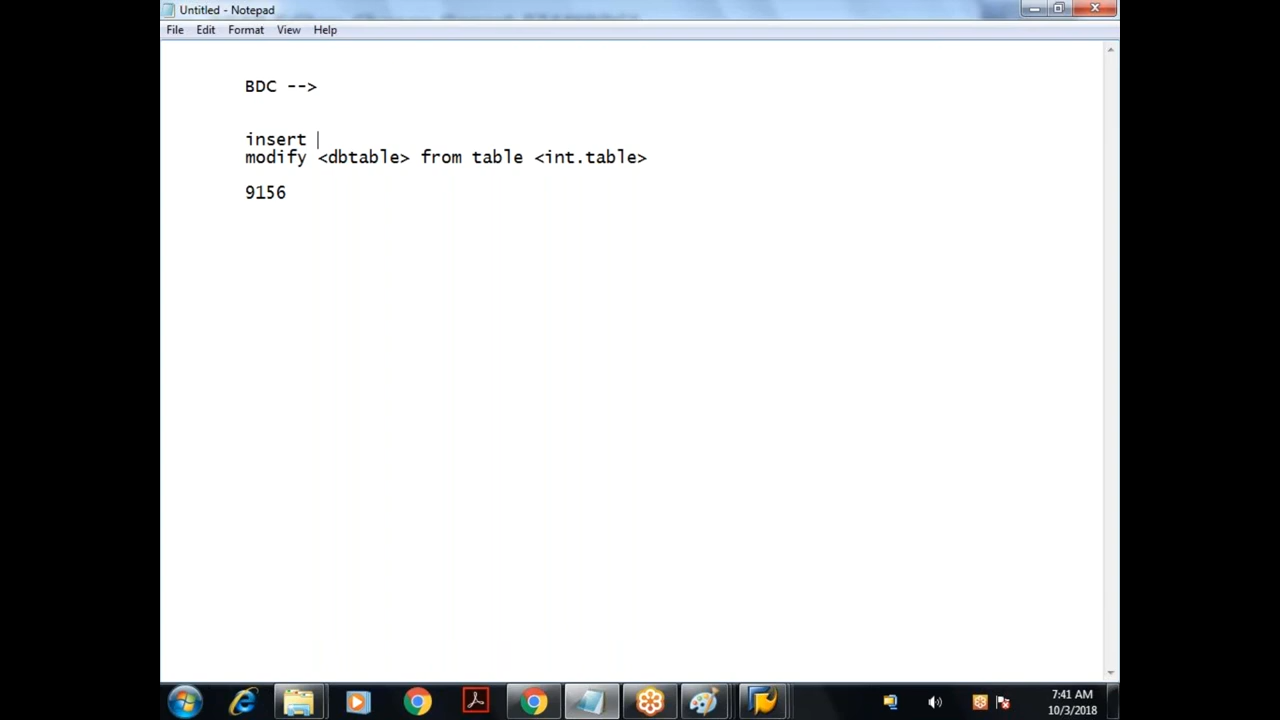 Untitled - Notepad
File Edit Format View Help
BDC -->
insert
modify <dbtable> from table <int.table>
9156
7:41 AM
10/3/2018